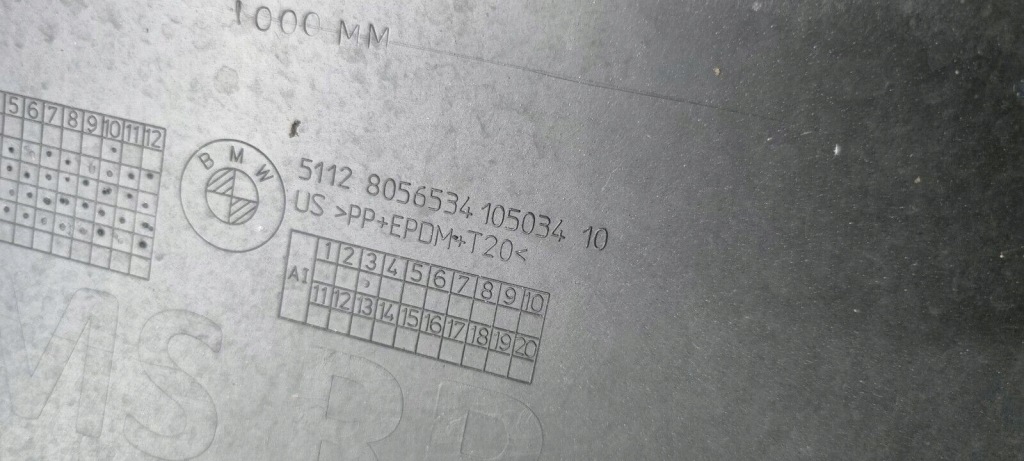 1000 MM
5 6 7 8 9 10 11 12
BMW
5112 8056534 105034 10
US >PP+EPDM+T20<
AI
1 2 3 4 5 6 7 8 9 10
11 12 13 14 15 16 17 18 19 20